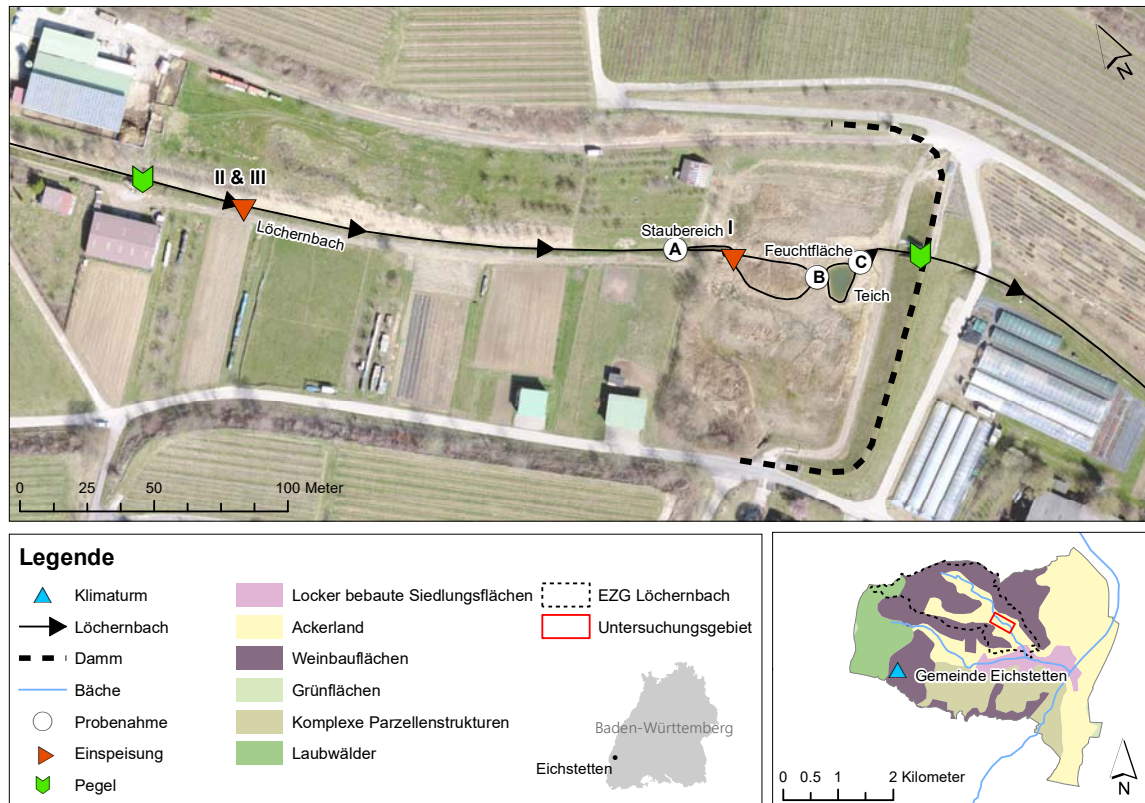 N
II & III
Löchernbach
Staubereich I
A
Feuchtfläche
B
C
Teich
0 25 50 100 Meter
Legende
Klimaturm
Löchernbach
Damm
Bäche
Probenahme
Einspeisung
Pegel
Locker bebaute Siedlungsflächen
Ackerland
Weinbauflächen
Grünflächen
Komplexe Parzellenstrukturen
Laubwälder
EZG Löchernbach
Untersuchungsgebiet
Baden-Württemberg
Eichstetten
Gemeinde Eichstetten
0 0.5 1 2 Kilometer
N